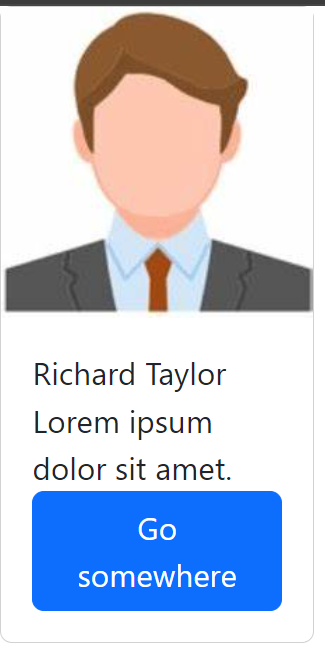 Richard Taylor
Lorem ipsum
dolor sit amet.
Go
somewhere